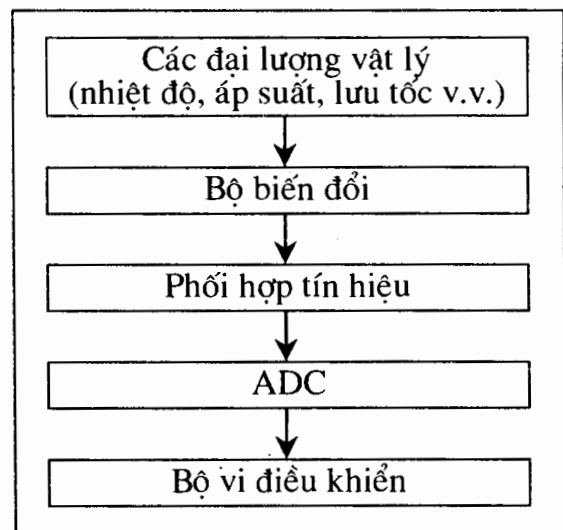 Các đại lượng vật lý
(nhiệt độ, áp suất, lưu tốc v.v.)
Bộ biến đổi
Phối hợp tín hiệu
ADC
Bộ vi điều khiển